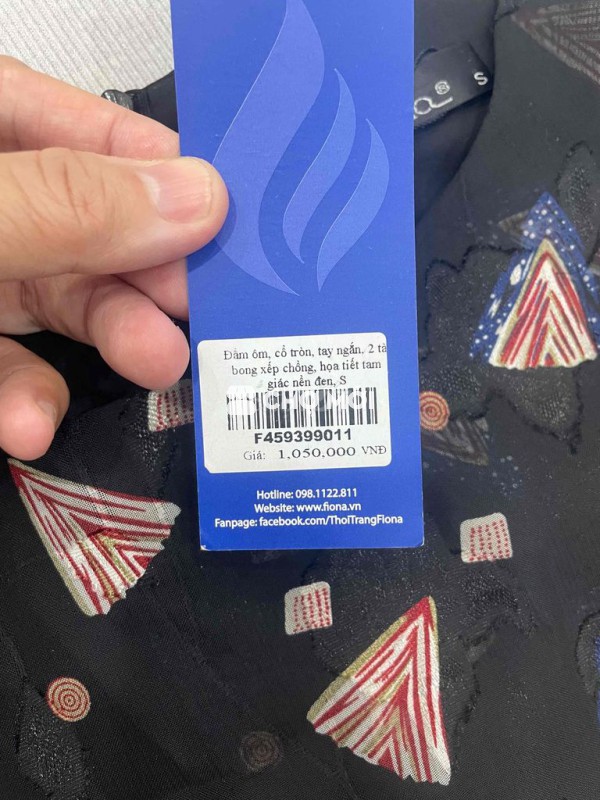 S
Đầm ôm, cổ tròn, tay ngắn, 2 tà
bong xếp chồng, họa tiết tam
giác nền đen, S
F459399011
Giá: 1,050,000 VNĐ
Hotline: 098.1122.811
Website: www.fiona.vn
Fanpage: facebook.com/ThoiTrangFiona